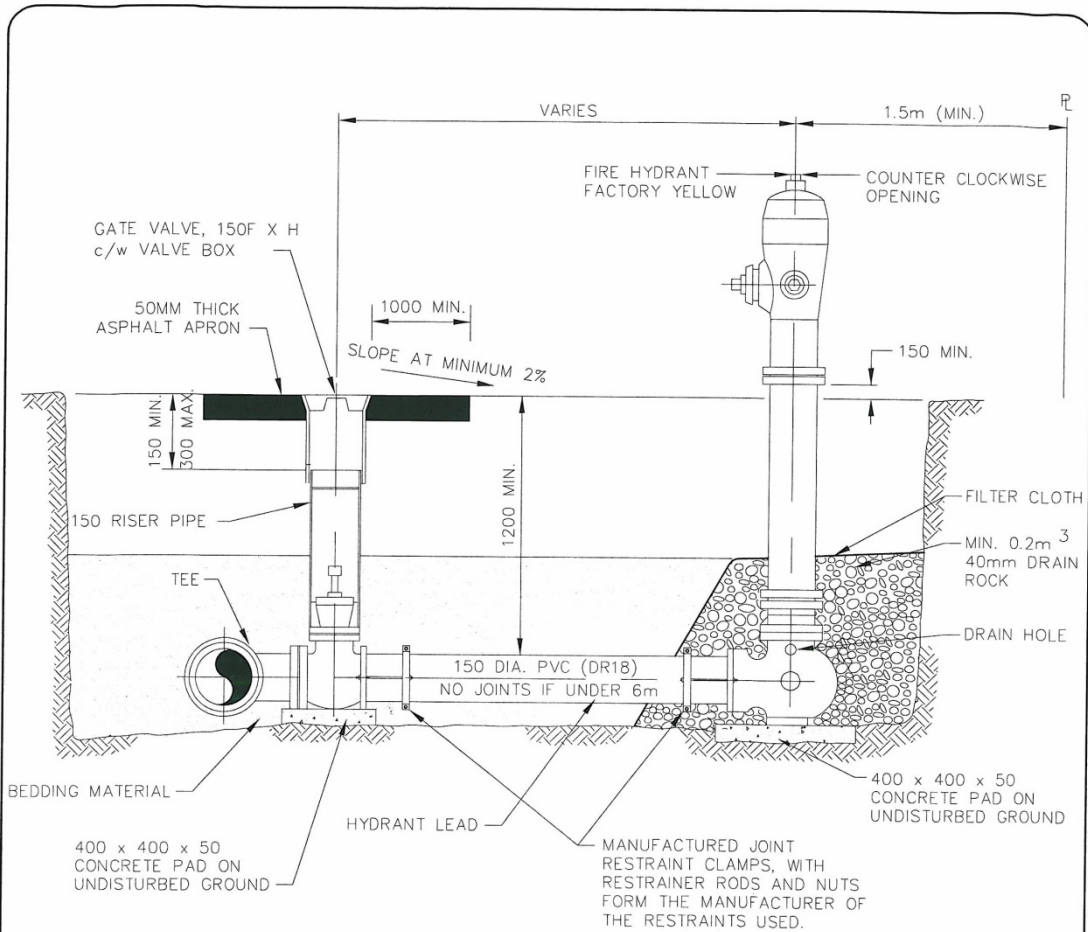 VARIES
1.5m (MIN.)
PL
FIRE HYDRANT
FACTORY YELLOW
COUNTER CLOCKWISE
OPENING
GATE VALVE, 150F X H
c/w VALVE BOX
50MM THICK
ASPHALT APRON
1000 MIN.
SLOPE AT MINIMUM 2%
150 MIN.
150 MIN.
300 MAX.
1200 MIN.
150 RISER PIPE
FILTER CLOTH
MIN. 0.2m 3
40mm DRAIN
ROCK
TEE
DRAIN HOLE
150 DIA. PVC (DR18)
NO JOINTS IF UNDER 6m
BEDDING MATERIAL
HYDRANT LEAD
400 x 400 x 50
CONCRETE PAD ON
UNDISTURBED GROUND
400 x 400 x 50
CONCRETE PAD ON
UNDISTURBED GROUND
MANUFACTURED JOINT
RESTRAINT CLAMPS, WITH
RESTRAINER RODS AND NUTS
FORM THE MANUFACTURER OF
THE RESTRAINTS USED.